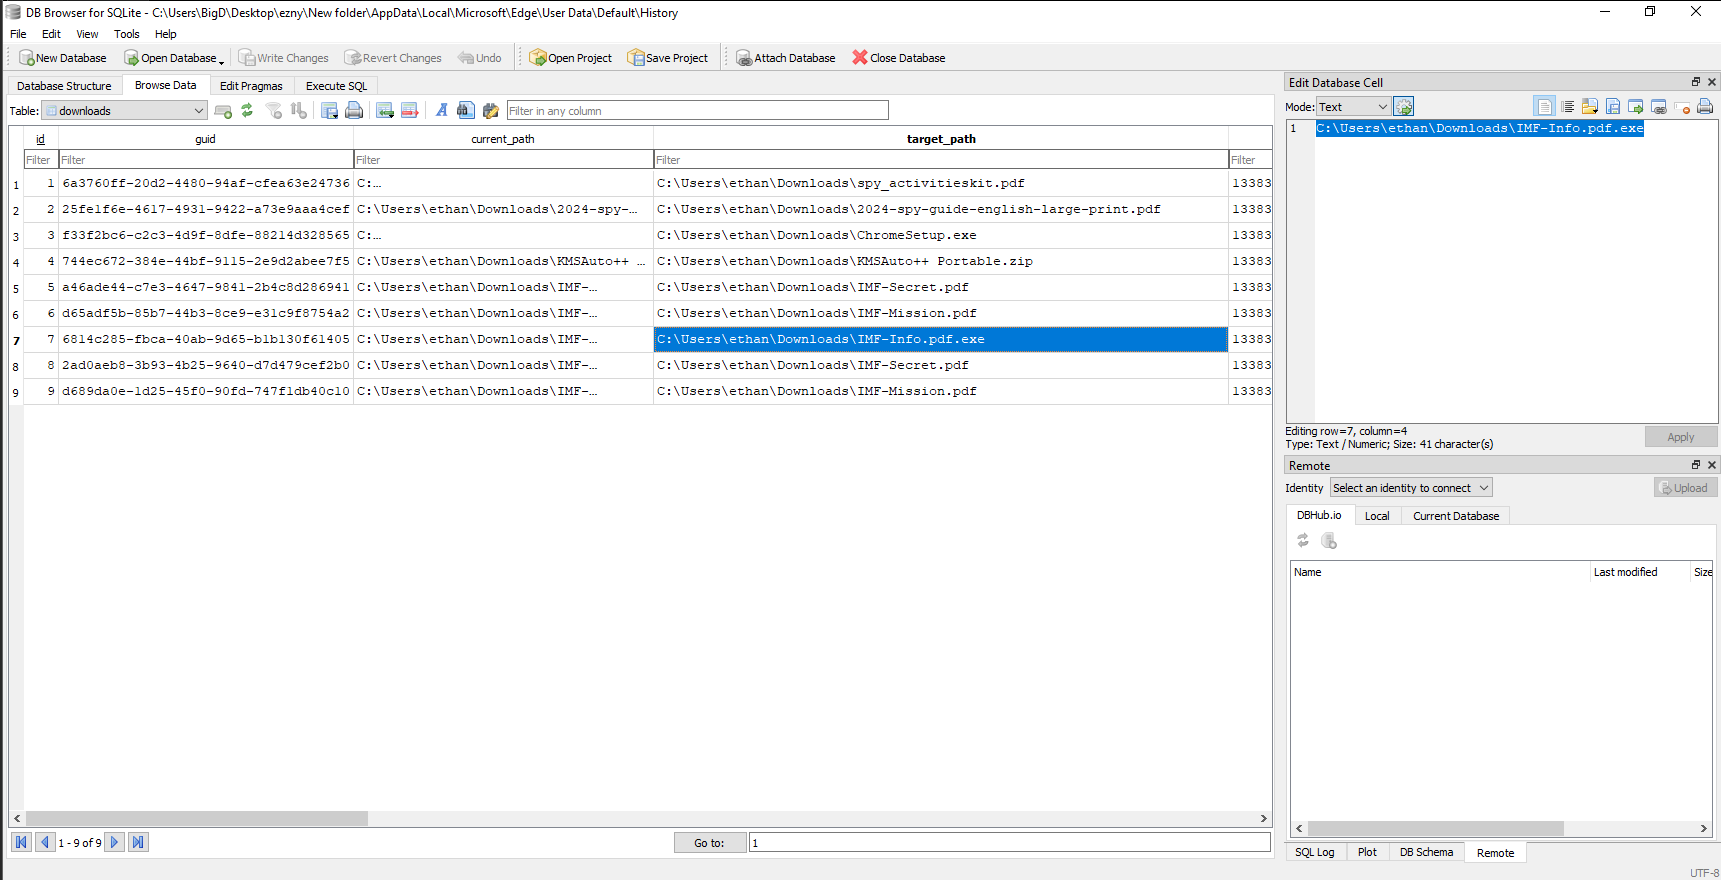 DB Browser for SQLite - C:\Users\BigD\Desktop\ezny\New folder\AppData\Local\Microsoft\Edge\User Data\Default\History
File Edit View Tools Help
New Database Open Database Write Changes Revert Changes Undo Open Project Save Project Attach Database Close Database
Database Structure Browse Data Edit Pragmas Execute SQL
Table: downloads Filter in any column
id guid current_path target_path
Filter Filter Filter Filter Filter
1 1 6a3760ff-20d2-4480-94af-cfea63e24736 C:… C:\Users\ethan\Downloads\spy_activitieskit.pdf 13383
2 2 25fe1f6e-4617-4931-9422-a73e9aaa4cef C:\Users\ethan\Downloads\2024-spy-… C:\Users\ethan\Downloads\2024-spy-guide-english-large-print.pdf 13383
3 3 f33f2bc6-c2c3-4d9f-8dfe-88214d328565 C:… C:\Users\ethan\Downloads\ChromeSetup.exe 13383
4 4 744ec672-384e-44bf-9115-2e9d2abee7f5 C:\Users\ethan\Downloads\KMSAuto++ … C:\Users\ethan\Downloads\KMSAuto++ Portable.zip 13383
5 5 a46ade44-c7e3-4647-9841-2b4c8d286941 C:\Users\ethan\Downloads\IMF-… C:\Users\ethan\Downloads\IMF-Secret.pdf 13383
6 6 d65adf5b-85b7-44b3-8ce9-e31c9f8754a2 C:\Users\ethan\Downloads\IMF-… C:\Users\ethan\Downloads\IMF-Mission.pdf 13383
7 7 6814c285-fbca-40ab-9d65-b1b130f61405 C:\Users\ethan\Downloads\IMF-… C:\Users\ethan\Downloads\IMF-Info.pdf.exe 13383
8 8 2ad0aeb8-3b93-4b25-9640-d7d479cef2b0 C:\Users\ethan\Downloads\IMF-… C:\Users\ethan\Downloads\IMF-Secret.pdf 13383
9 9 d689da0e-1d25-45f0-90fd-747f1db40c10 C:\Users\ethan\Downloads\IMF-… C:\Users\ethan\Downloads\IMF-Mission.pdf 13383
1 - 9 of 9 Go to: 1
Edit Database Cell
Mode: Text
1 C:\Users\ethan\Downloads\IMF-Info.pdf.exe
Editing row=7, column=4
Type: Text / Numeric; Size: 41 character(s)
Apply
Remote
Identity Select an identity to connect Upload
DBHub.io Local Current Database
Name Last modified Size
SQL Log Plot DB Schema Remote
UTF-8